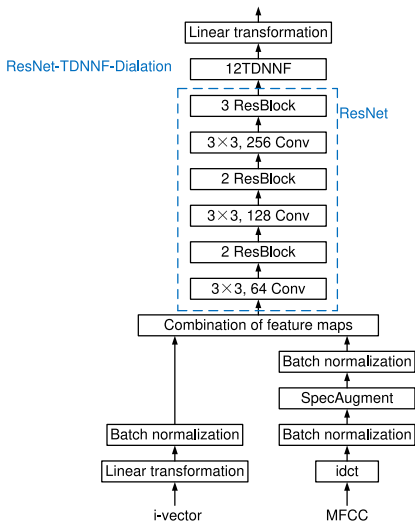 Linear transformation
ResNet-TDNNF-Dialation
12TDNNF
3 ResBlock
ResNet
3×3, 256 Conv
2 ResBlock
3×3, 128 Conv
2 ResBlock
3×3, 64 Conv
Combination of feature maps
Batch normalization
SpecAugment
Batch normalization
Batch normalization
Linear transformation
idct
i-vector
MFCC